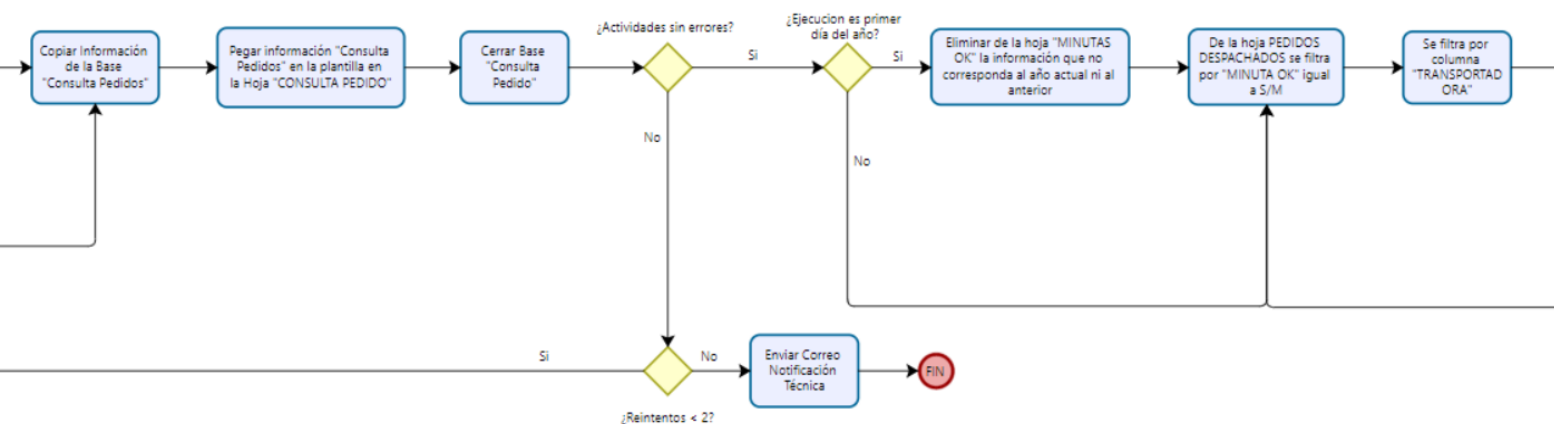 Copiar Información
de la Base
"Consulta Pedidos"
Pegar información "Consulta
Pedidos" en la plantilla en
la Hoja "CONSULTA PEDIDO"
Cerrar Base
"Consulta
Pedido"
¿Actividades sin errores?
Si
No
¿Ejecucion es primer
día del año?
Si
No
Eliminar de la hoja "MINUTAS
OK" la información que no
corresponda al año actual ni al
anterior
De la hoja PEDIDOS
DESPACHADOS se filtra
por "MINUTA OK" igual
a S/M
Se filtra por
columna
"TRANSPORTAD
ORA"
Si
¿Reintentos < 2?
No
Enviar Correo
Notificación
Técnica
FIN